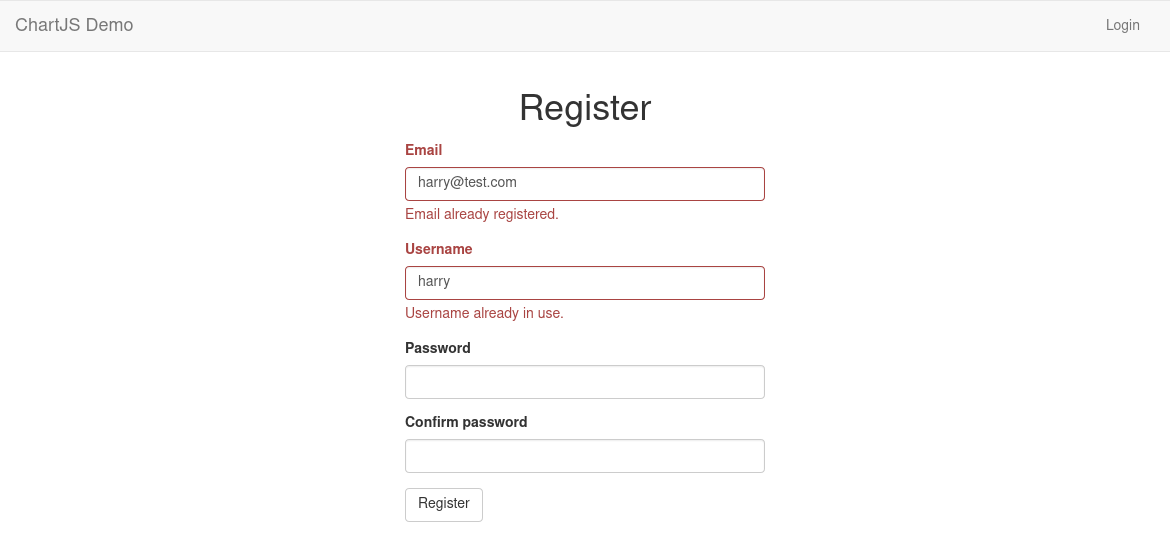 ChartJS Demo
Login
Register
Email
harry@test.com
Email already registered.
Username
harry
Username already in use.
Password
Confirm password
Register